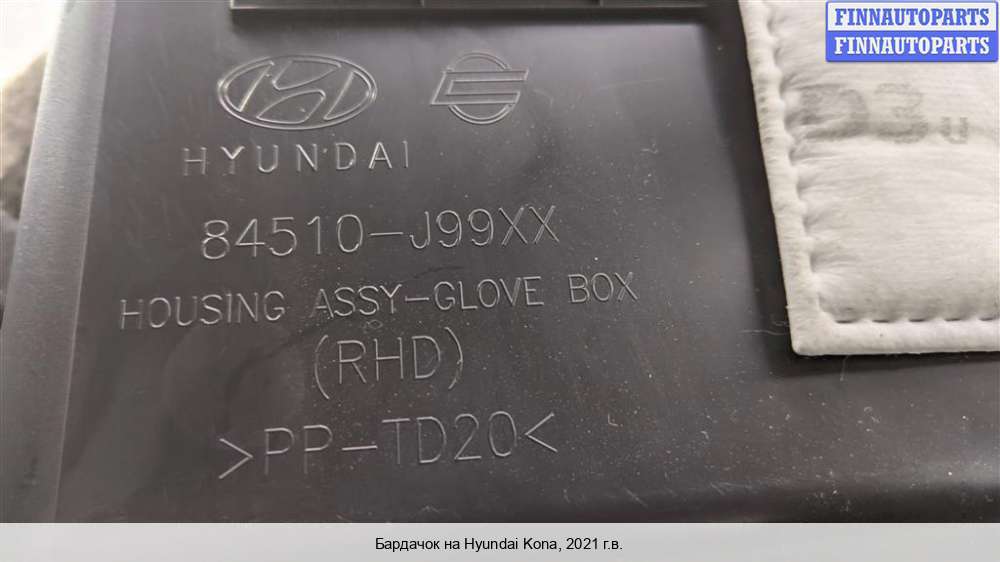 FINNAUTOPARTS
FINNAUTOPARTS
HYUNDAI
84510-J99XX
HOUSING ASSY-GLOVE BOX
(RHD)
>PP-TD20<
Бардачок на Hyundai Kona, 2021 г.в.